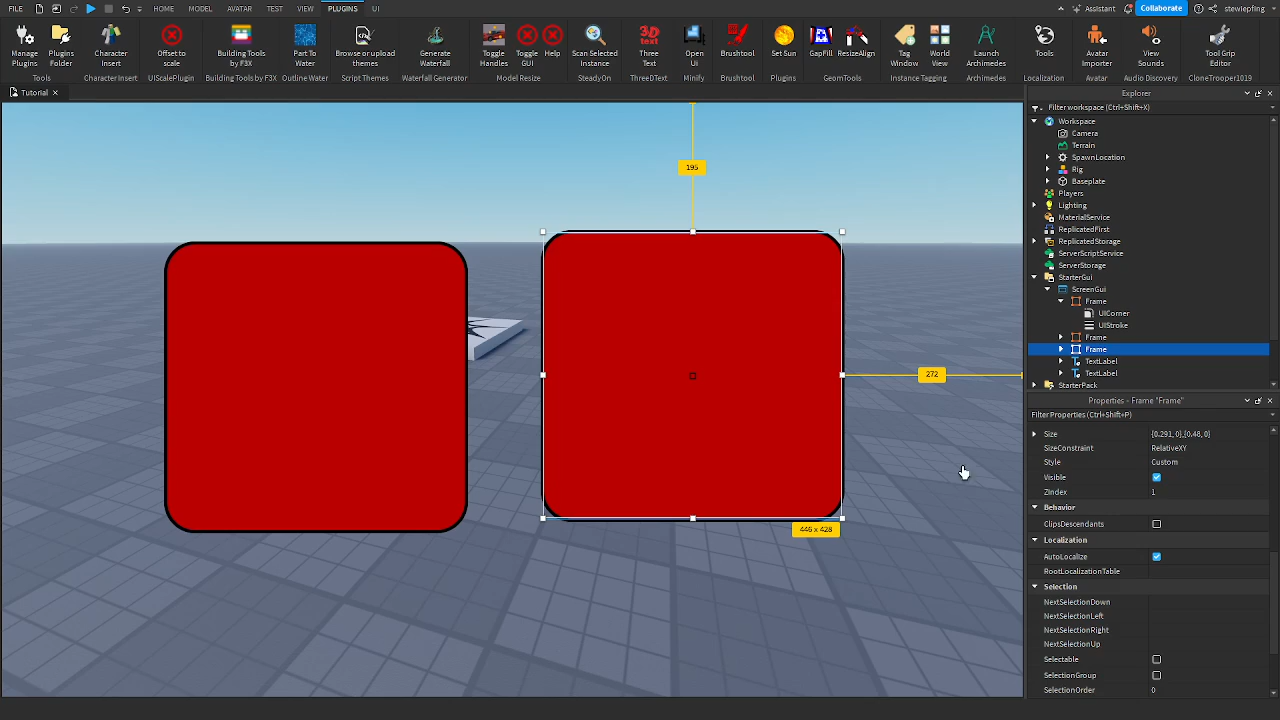 FILE
HOME MODEL AVATAR TEST VIEW PLUGINS UI
Assistant Collaborate stewiepfing
Manage Plugins
Plugins Folder
Tools
Character Insert
CharacterInsert
Offset to scale
UIScalePlugin
Building Tools by F3X
Building Tools by F3X
Part To Water
Outline Water
Browse or upload themes
Script Themes
Generate Waterfall
Waterfall Generator
Toggle Handles
Toggle GUI
Help
Model Resize
Scan Selected Instance
SteadyOn
3D text
Three Text
ThreeDText
Open Ui
Minify
Brushtool
Brushtool
Set Sun
Plugins
GapFill
ResizeAlign
GeomTools
Tag Window
World View
Instance Tagging
Launch Archimedes
Archimedes
Tools
Localization
Avatar Importer
Avatar
View Sounds
Audio Discovery
Tool Grip Editor
CloneTrooper1019
Tutorial
195
272
446 x 428
Explorer
Filter workspace (Ctrl+Shift+X)
Workspace
Camera
Terrain
SpawnLocation
Rig
Baseplate
Players
Lighting
MaterialService
ReplicatedFirst
ReplicatedStorage
ServerScriptService
ServerStorage
StarterGui
ScreenGui
Frame
UICorner
UIStroke
Frame
Frame
TextLabel
TextLabel
StarterPack
Properties - Frame "Frame"
Filter Properties (Ctrl+Shift+P)
Size {0.291, 0},{0.48, 0}
SizeConstraint RelativeXY
Style Custom
Visible
ZIndex 1
Behavior
ClipsDescendants
Localization
AutoLocalize
RootLocalizationTable
Selection
NextSelectionDown
NextSelectionLeft
NextSelectionRight
NextSelectionUp
Selectable
SelectionGroup
SelectionOrder 0